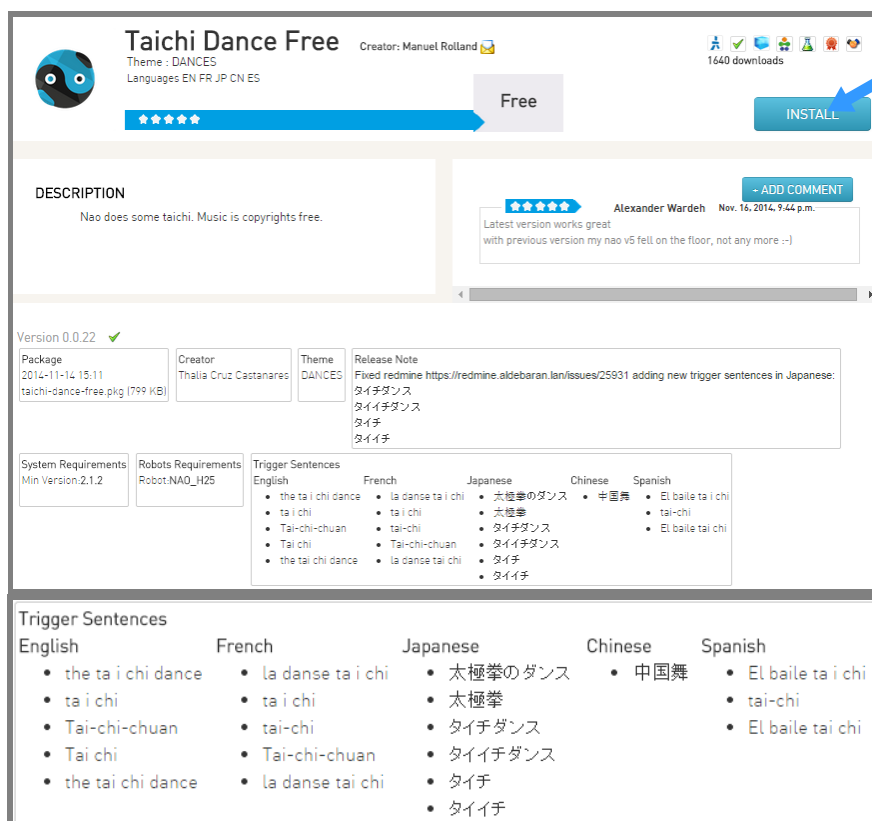 Taichi Dance Free
Creator: Manuel Rolland
Theme : DANCES
Languages EN FR JP CN ES
1640 downloads
Free
INSTALL
DESCRIPTION
Nao does some taichi. Music is copyrights free.
+ ADD COMMENT
Alexander Wardeh Nov. 16, 2014, 9:44 p.m.
Latest version works great
with previous version my nao v5 fell on the floor, not any more :-)
Version 0.0.22
Package
2014-11-14 15:11
taichi-dance-free.pkg (799 KB)
Creator
Thalia Cruz Castanares
Theme
DANCES
Release Note
Fixed redmine https://redmine.aldebaran.lan/issues/25931 adding new trigger sentences in Japanese:
タイチダンス
タイイチダンス
タイチ
タイイチ
System Requirements
Min Version:2.1.2
Robots Requirements
Robot:NAO_H25
Trigger Sentences
English
the ta i chi dance
ta i chi
Tai-chi-chuan
Tai chi
the tai chi dance
French
la danse ta i chi
ta i chi
tai-chi
Tai-chi-chuan
la danse tai chi
Japanese
太極拳のダンス
太極拳
タイチダンス
タイイチダンス
タイチ
タイイチ
Chinese
中国舞
Spanish
El baile ta i chi
tai-chi
El baile tai chi
Trigger Sentences
English
the ta i chi dance
ta i chi
Tai-chi-chuan
Tai chi
the tai chi dance
French
la danse ta i chi
ta i chi
tai-chi
Tai-chi-chuan
la danse tai chi
Japanese
太極拳のダンス
太極拳
タイチダンス
タイイチダンス
タイチ
タイイチ
Chinese
中国舞
Spanish
El baile ta i chi
tai-chi
El baile tai chi